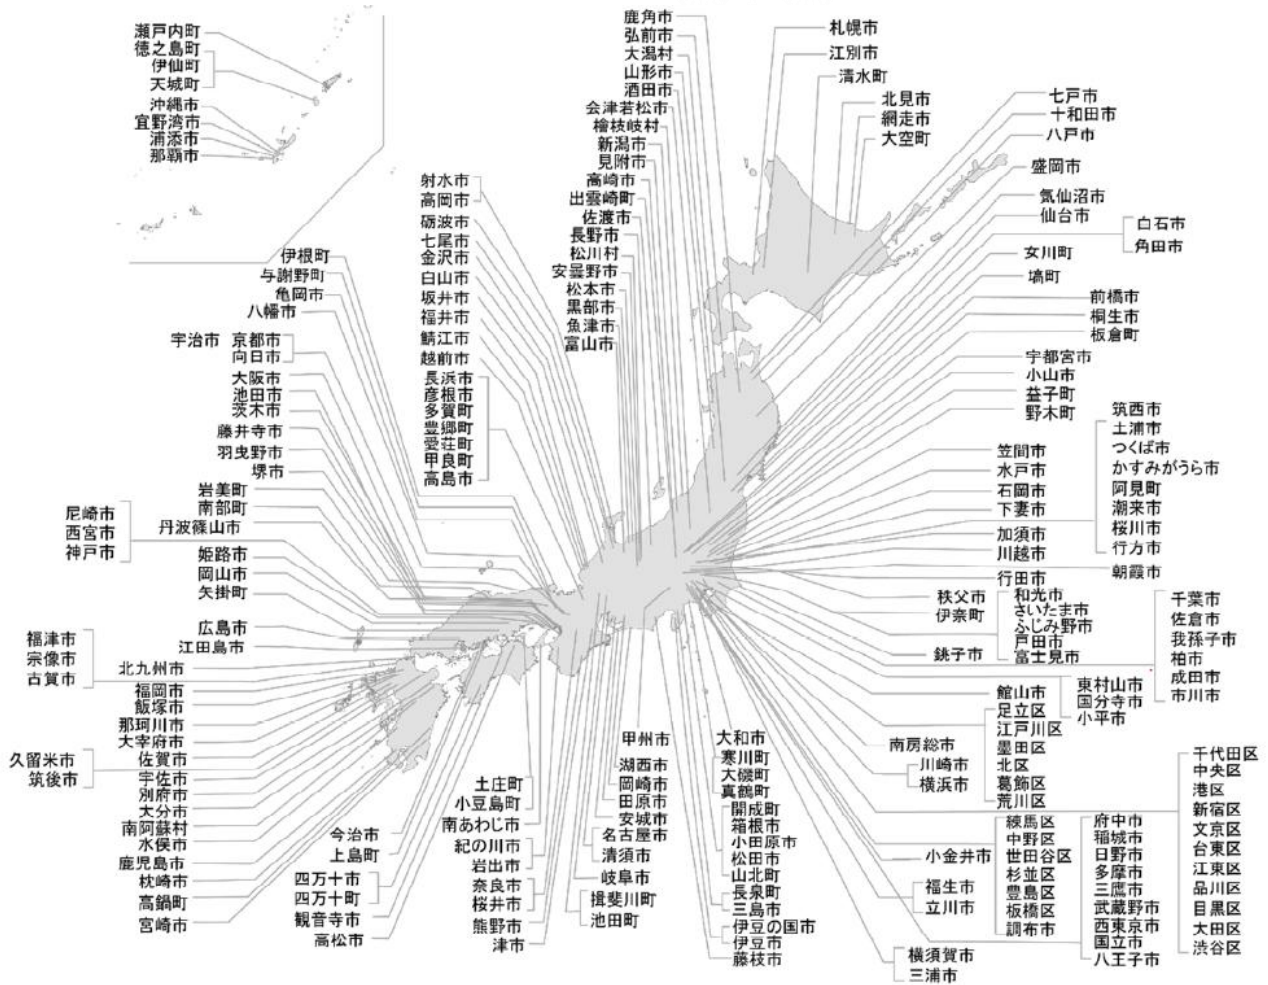 瀬戸内町
徳之島町
伊仙町
天城町
沖縄市
宜野湾市
浦添市
那覇市
鹿角市
弘前市
大潟村
山形市
酒田市
会津若松市
檜枝岐村
新潟市
見附市
高崎市
出雲崎町
佐渡市
長野市
松川村
安曇野市
松本市
黒部市
魚津市
富山市
札幌市
江別市
清水町
北見市
網走市
大空町
七戸市
十和田市
八戸市
盛岡市
気仙沼市
仙台市
白石市
角田市
女川町
塙町
前橋市
桐生市
板倉町
宇都宮市
小山市
益子町
野木町
射水市
高岡市
砺波市
七尾市
金沢市
白山市
坂井市
福井市
鯖江市
越前市
長浜市
彦根市
多賀町
豊郷町
愛荘町
甲良町
高島市
伊根町
与謝野町
亀岡市
八幡市
宇治市 京都市
向日市
大阪市
池田市
茨木市
藤井寺市
羽曳野市
堺市
岩美町
南部町
丹波篠山市
尼崎市
西宮市
神戸市
姫路市
岡山市
矢掛町
広島市
江田島市
福津市
宗像市
古賀市
北九州市
福岡市
飯塚市
那珂川市
大宰府市
久留米市
筑後市
佐賀市
宇佐市
別府市
大分市
南阿蘇村
水俣市
鹿児島市
枕崎市
高鍋町
宮崎市
筑西市
土浦市
つくば市
かすみがうら市
阿見町
潮来市
桜川市
行方市
笠間市
水戸市
石岡市
下妻市
加須市
川越市
朝霞市
行田市
秩父市
伊奈町
和光市
さいたま市
ふじみ野市
戸田市
富士見市
千葉市
佐倉市
我孫子市
柏市
成田市
市川市
銚子市
東村山市
国分寺市
小平市
館山市
足立区
江戸川区
墨田区
北区
葛飾区
荒川区
南房総市
川崎市
横浜市
千代田区
中央区
港区
新宿区
文京区
台東区
江東区
品川区
目黒区
大田区
渋谷区
練馬区
中野区
世田谷区
杉並区
豊島区
板橋区
調布市
府中市
稲城市
日野市
多摩市
三鷹市
武蔵野市
西東京市
国立市
八王子市
小金井市
福生市
立川市
横須賀市
三浦市
今治市
上島町
四万十市
四万十町
観音寺市
高松市
土庄町
小豆島町
南あわじ市
紀の川市
岩出市
奈良市
桜井市
熊野市
津市
甲州市
湖西市
岡崎市
田原市
安城市
名古屋市
清須市
岐阜市
揖斐川町
池田町
大和市
寒川町
大磯町
真鶴町
開成町
箱根市
小田原市
松田市
山北町
長泉町
三島市
伊豆の国市
伊豆市
藤枝市